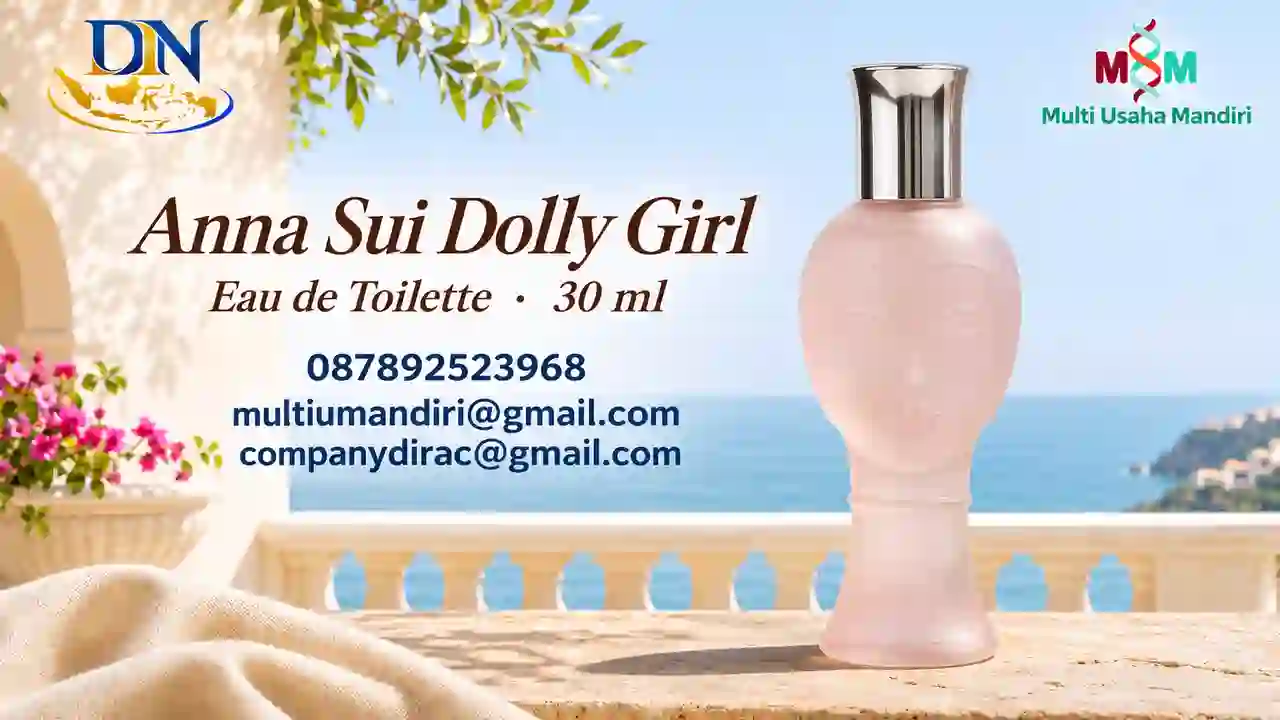 DN
MM
Multi Usaha Mandiri
Anna Sui Dolly Girl
Eau de Toilette · 30 ml
087892523968
multiumandiri@gmail.com
companydirac@gmail.com